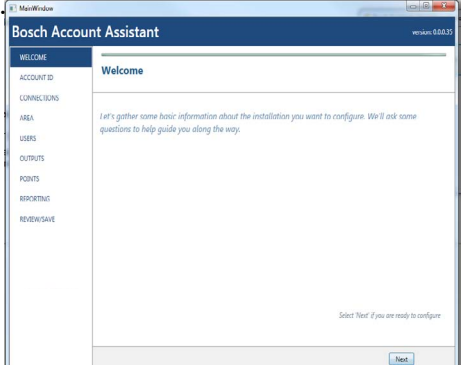 MainWindow
Bosch Account Assistant
version: 0.0.0.35
WELCOME
ACCOUNT ID
CONNECTIONS
AREA
USERS
OUTPUTS
POINTS
REPORTING
REVIEW/SAVE
Welcome
Let's gather some basic information about the installation you want to configure. We'll ask some
questions to help guide you along the way.
Select 'Next' if you are ready to configure
Next